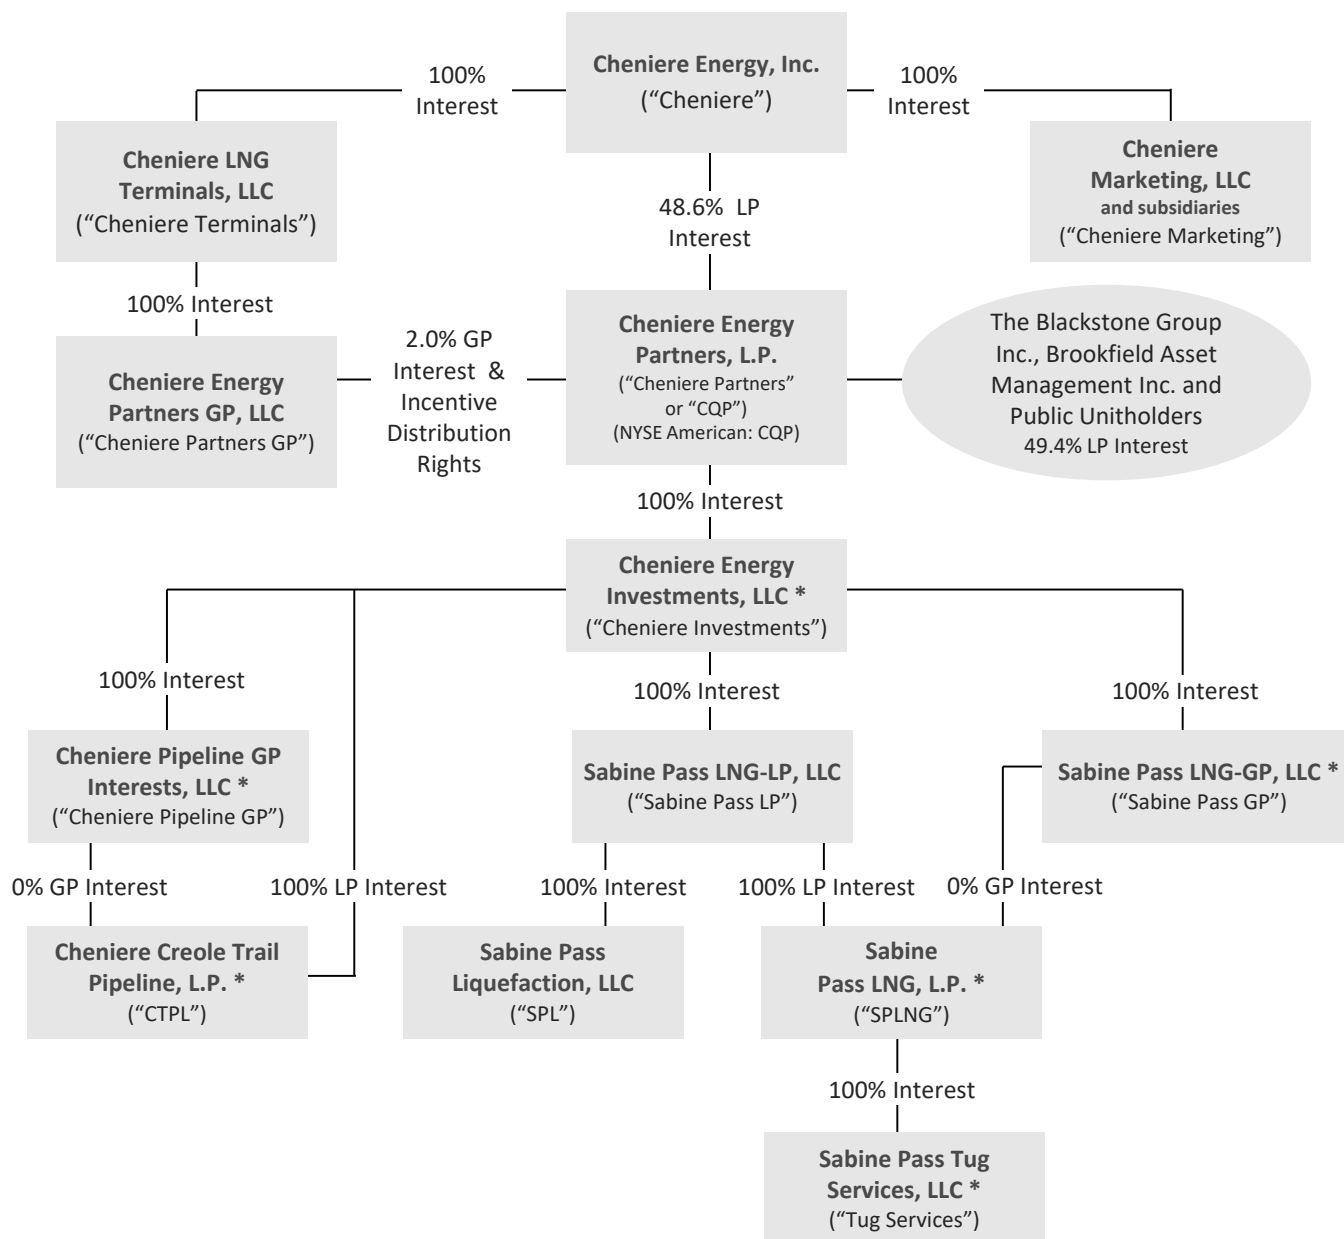 Cheniere Energy, Inc.
(“Cheniere”)
100%
Interest
100%
Interest
Cheniere LNG
Terminals, LLC
(“Cheniere Terminals”)
Cheniere
Marketing, LLC
and subsidiaries
(“Cheniere Marketing”)
48.6%  LP
Interest
100% Interest
Cheniere Energy
Partners GP, LLC
(“Cheniere Partners GP”)
2.0% GP
Interest  &
Incentive
Distribution
Rights
Cheniere Energy
Partners, L.P.
(“Cheniere Partners”
or “CQP”)
(NYSE American: CQP)
The Blackstone Group
Inc., Brookfield Asset
Management Inc. and
Public Unitholders
49.4% LP Interest
100% Interest
Cheniere Energy
Investments, LLC *
(“Cheniere Investments”)
100% Interest
100% Interest
100% Interest
Cheniere Pipeline GP
Interests, LLC *
(“Cheniere Pipeline GP”)
Sabine Pass LNG-LP, LLC
(“Sabine Pass LP”)
Sabine Pass LNG-GP, LLC *
(“Sabine Pass GP”)
0% GP Interest
100% LP Interest
100% Interest
100% LP Interest
0% GP Interest
Cheniere Creole Trail
Pipeline, L.P. *
(“CTPL”)
Sabine Pass
Liquefaction, LLC
(“SPL”)
Sabine
Pass LNG, L.P. *
(“SPLNG”)
100% Interest
Sabine Pass Tug
Services, LLC *
(“Tug Services”)